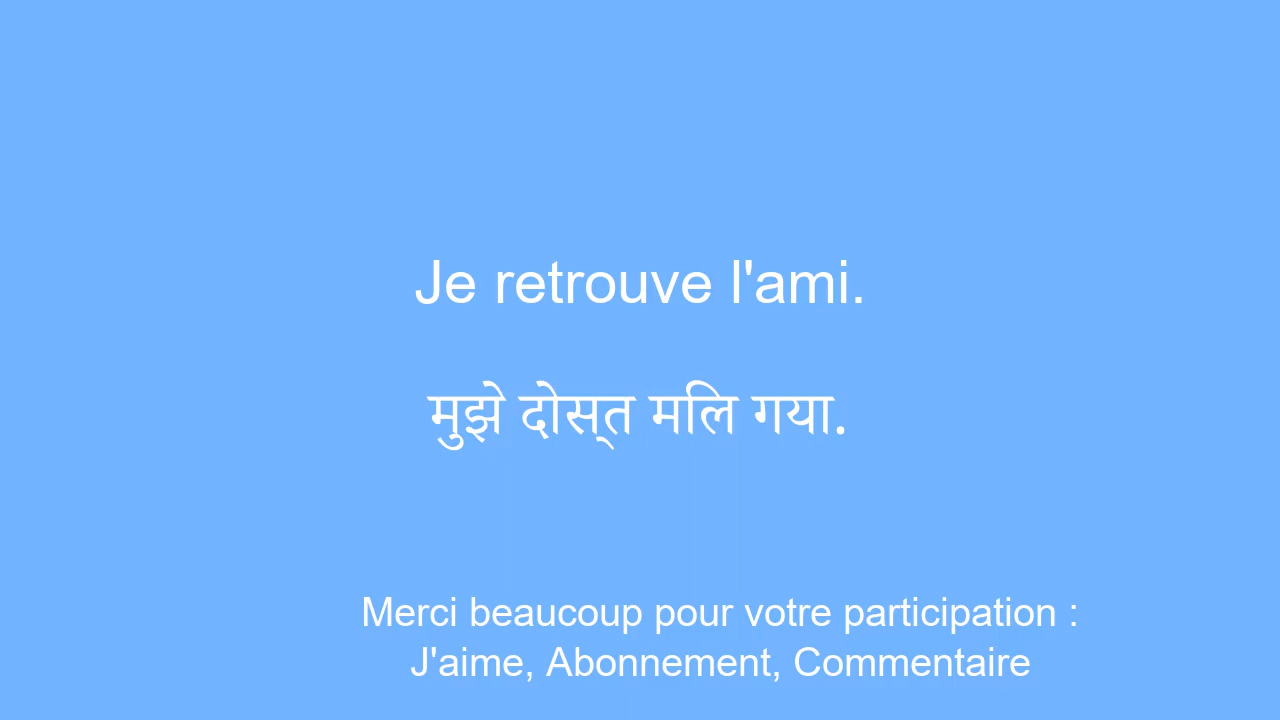 Je retrouve l'ami.
मुझे दोस्त मिल गया.
Merci beaucoup pour votre participation :
J'aime, Abonnement, Commentaire